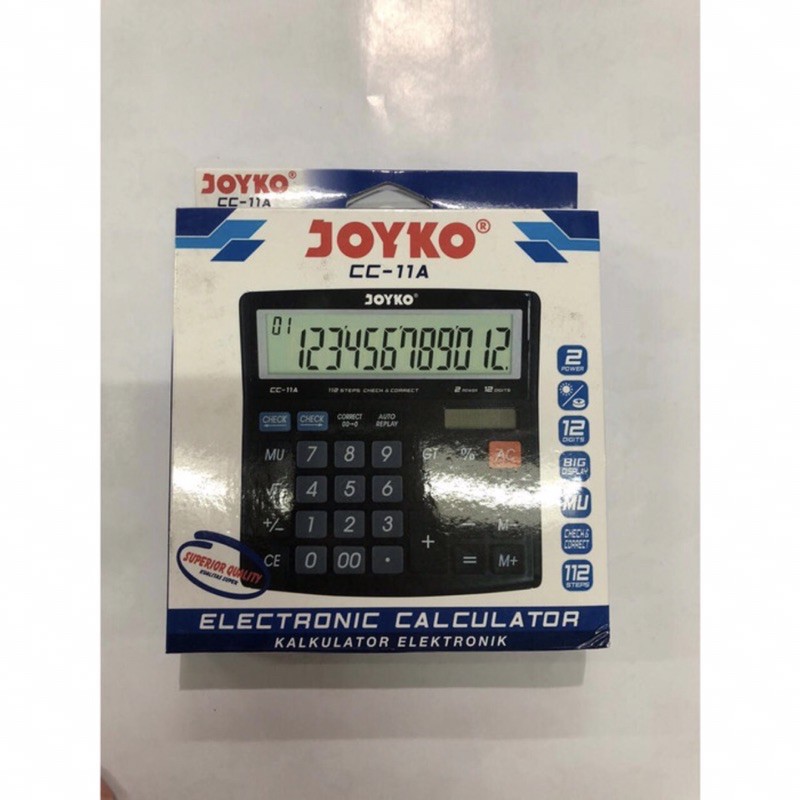 JOYKO®
CC-11A
JOYKO®
CC-11A
JOYKO®
01 123456789012.
CC-11A 112 STEPS CHECK & CORRECT 2 POWER 12 DIGITS
CHECK CHECK CORRECT 00→0 AUTO REPLAY
MU 7 8 9 GT % AC
√ 4 5 6
+/− 1 2 3 − M−
CE 0 00 · + = M+
2 POWER
12 DIGITS
BIG DISPLAY
MU
CHECK & CORRECT
112 STEPS
SUPERIOR QUALITY
KUALITAS SUPER
ELECTRONIC CALCULATOR
KALKULATOR ELEKTRONIK